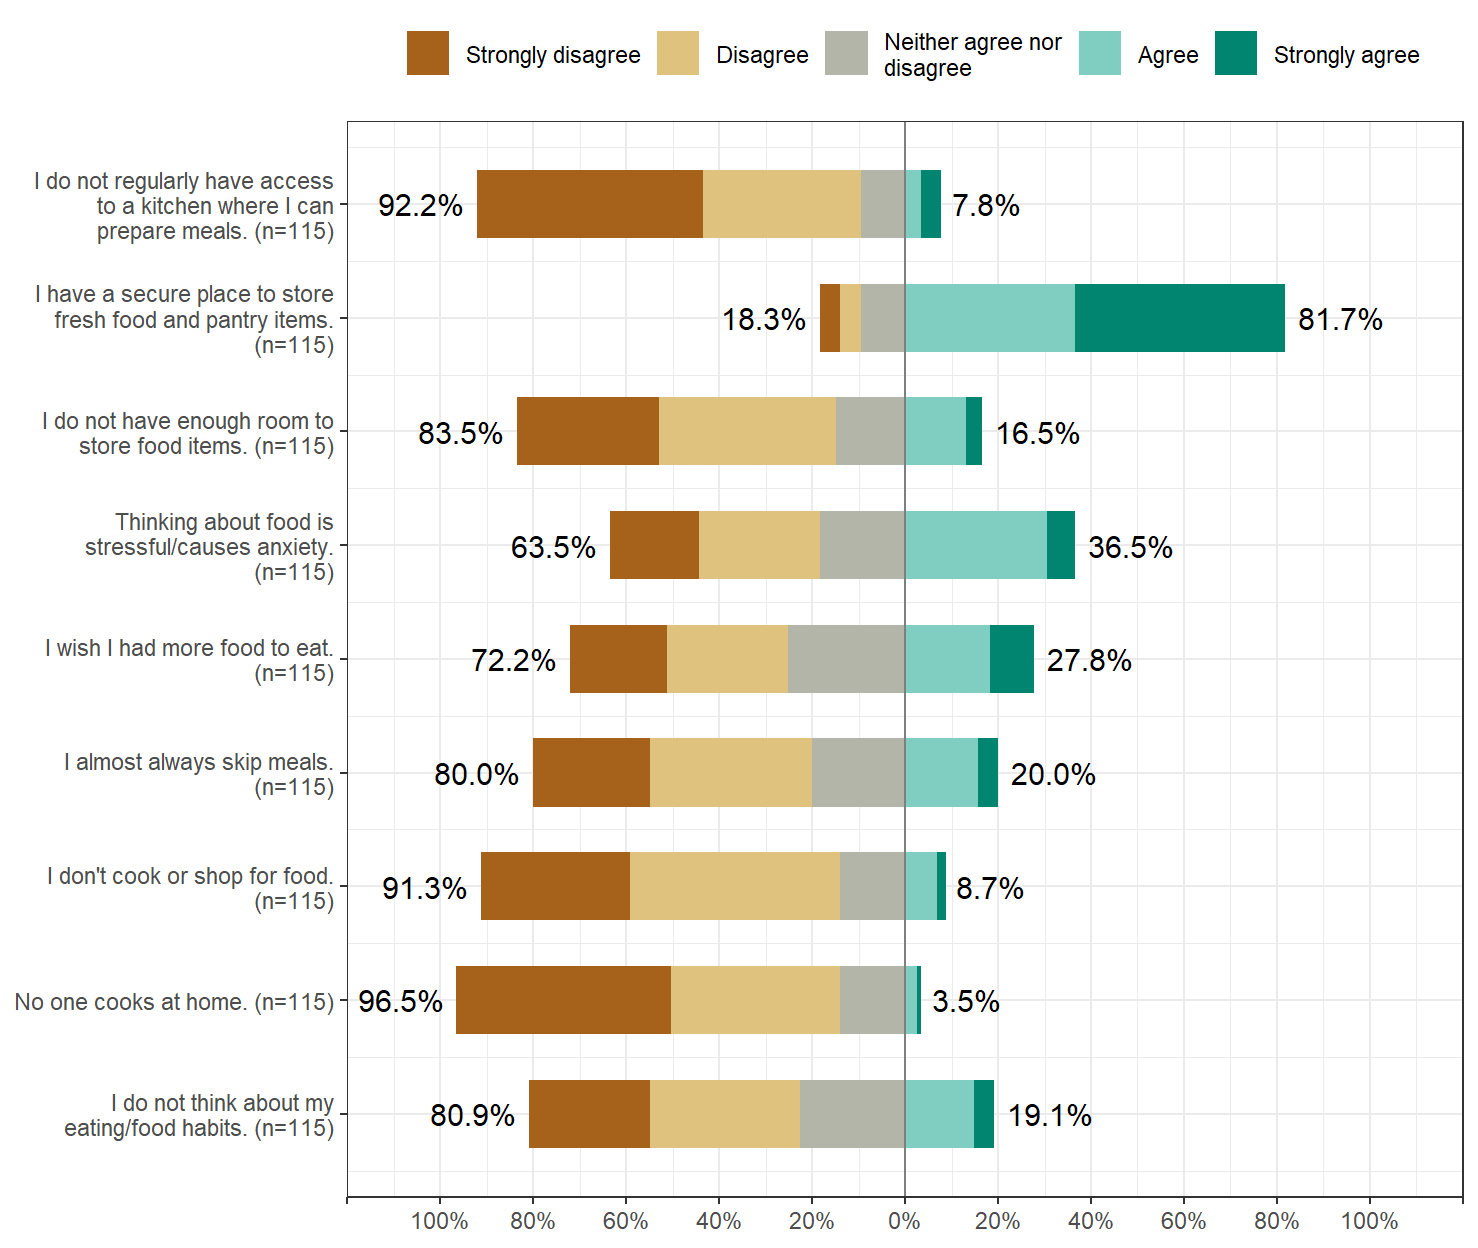 Strongly disagree
Disagree
Neither agree nor
disagree
Agree
Strongly agree
I do not regularly have access
to a kitchen where I can
prepare meals. (n=115)
92.2%
7.8%
I have a secure place to store
fresh food and pantry items.
(n=115)
18.3%
81.7%
I do not have enough room to
store food items. (n=115)
83.5%
16.5%
Thinking about food is
stressful/causes anxiety.
(n=115)
63.5%
36.5%
I wish I had more food to eat.
(n=115)
72.2%
27.8%
I almost always skip meals.
(n=115)
80.0%
20.0%
I don't cook or shop for food.
(n=115)
91.3%
8.7%
No one cooks at home. (n=115)
96.5%
3.5%
I do not think about my
eating/food habits. (n=115)
80.9%
19.1%
100% 80% 60% 40% 20% 0% 20% 40% 60% 80% 100%